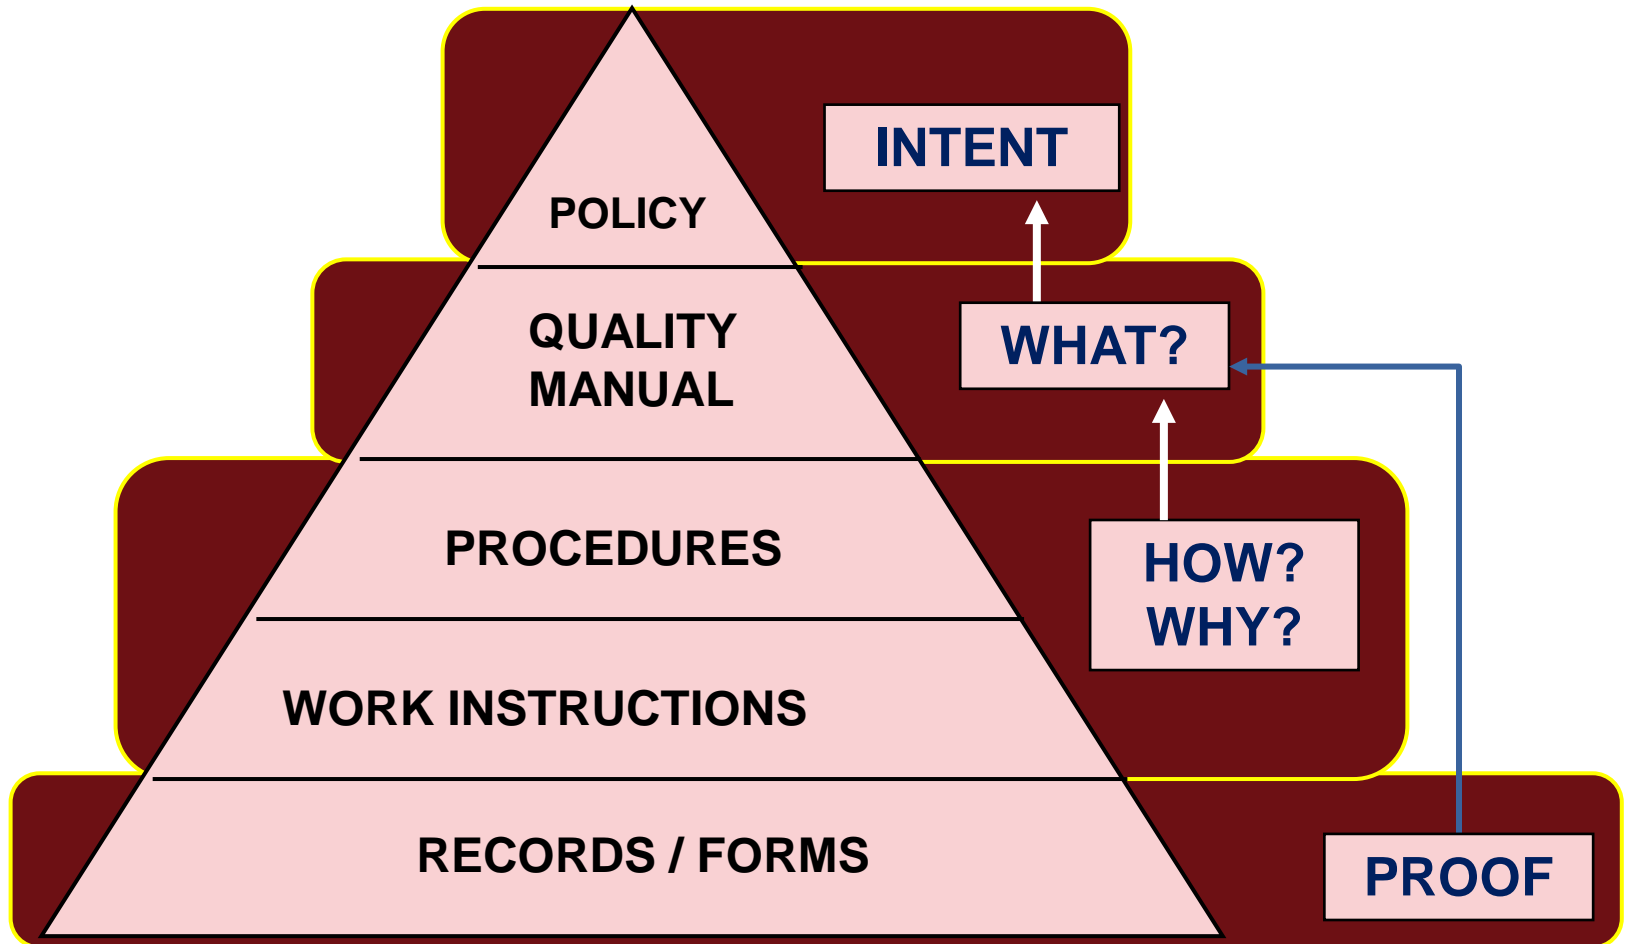 INTENT
POLICY
QUALITY
MANUAL
WHAT?
PROCEDURES
HOW?
WHY?
WORK INSTRUCTIONS
RECORDS / FORMS
PROOF